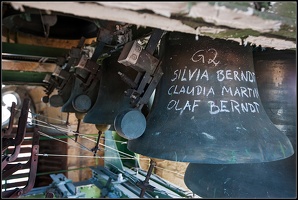 G2
SILVIA BERNDT
CLAUDIA MARTIN
OLAF BERNDT